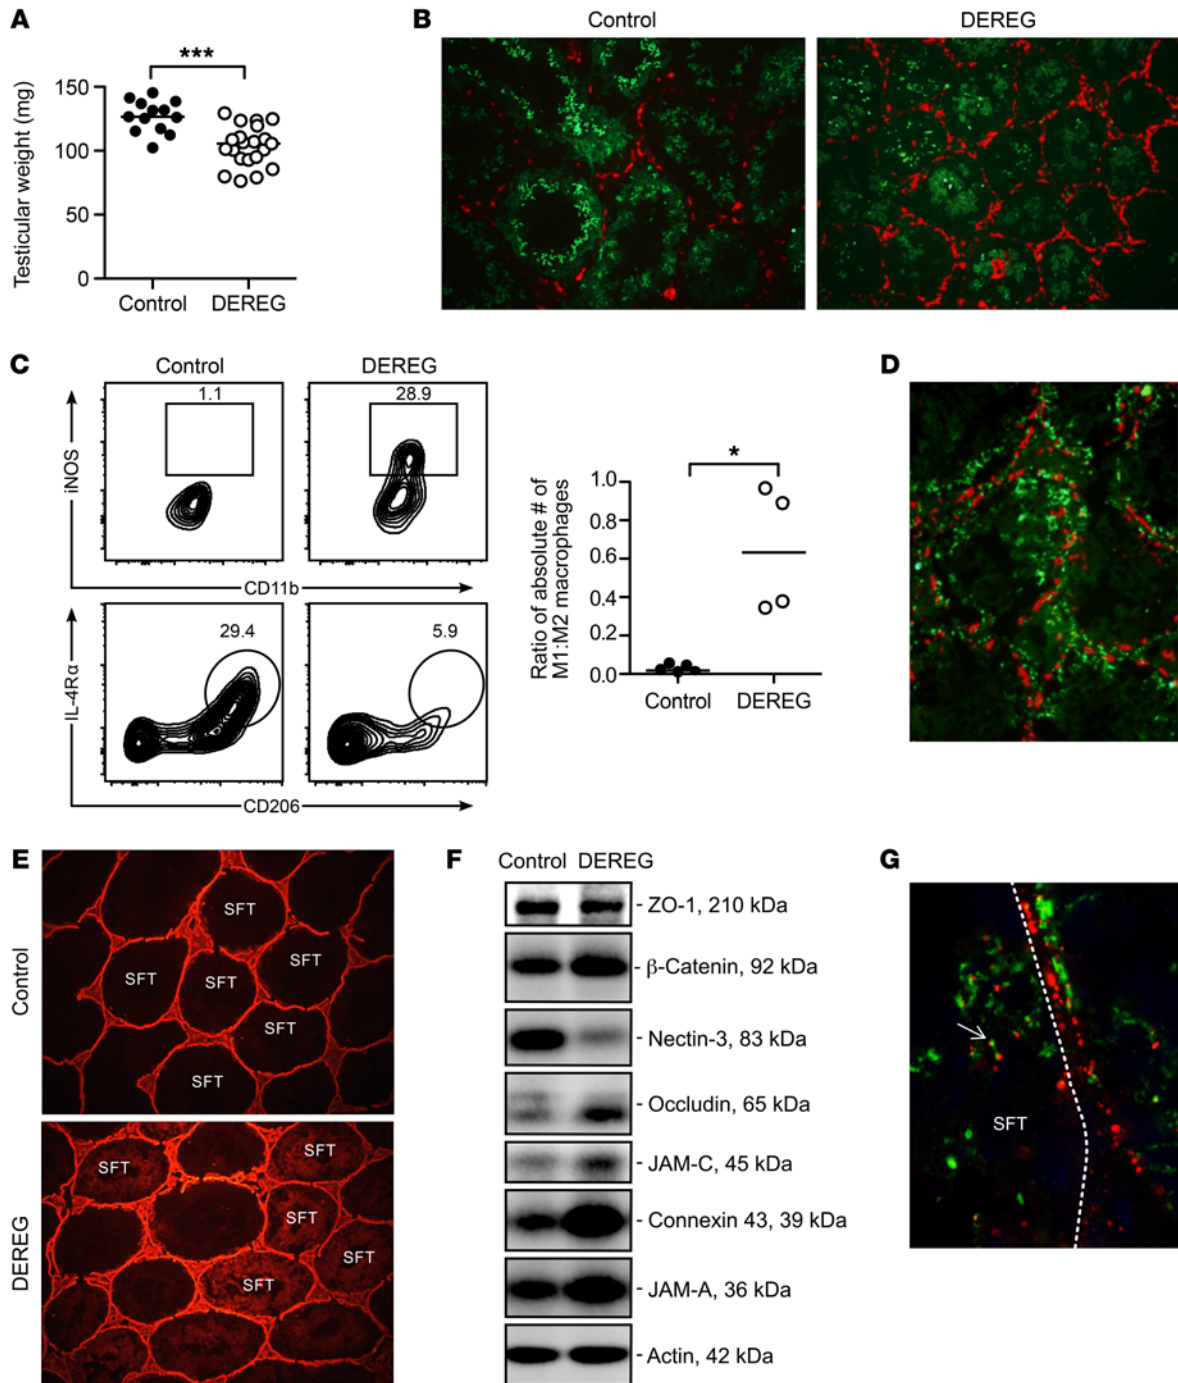 A
***
Testicular weight (mg)
150
100
50
0
Control
DEREG
B
Control
DEREG
C
Control
DEREG
1.1
28.9
iNOS
CD11b
29.4
5.9
IL-4Rα
CD206
*
Ratio of absolute # of
M1:M2 macrophages
1.0
0.8
0.6
0.4
0.2
0.0
Control
DEREG
D
E
Control
SFT
SFT
SFT
SFT
SFT
SFT
DEREG
SFT
SFT
SFT
SFT
SFT
F
Control DEREG
- ZO-1, 210 kDa
- β-Catenin, 92 kDa
- Nectin-3, 83 kDa
- Occludin, 65 kDa
- JAM-C, 45 kDa
- Connexin 43, 39 kDa
- JAM-A, 36 kDa
- Actin, 42 kDa
G
SFT